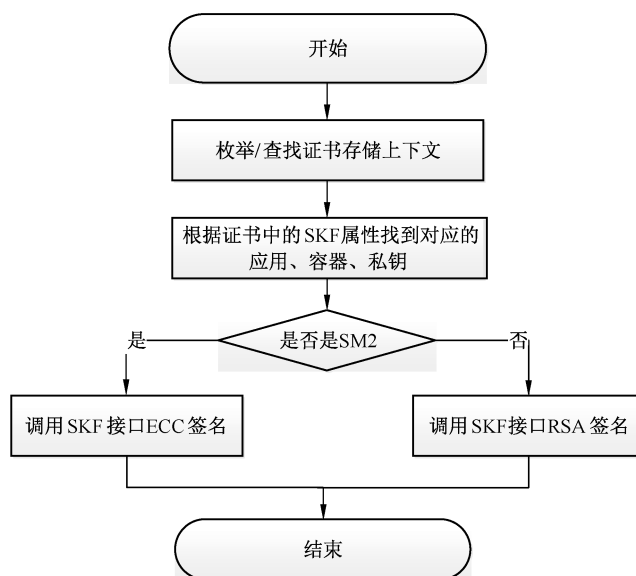 开始
枚举/查找证书存储上下文
根据证书中的SKF属性找到对应的
应用、容器、私钥
是否是SM2
是
否
调用SKF接口ECC签名
调用SKF接口RSA签名
结束